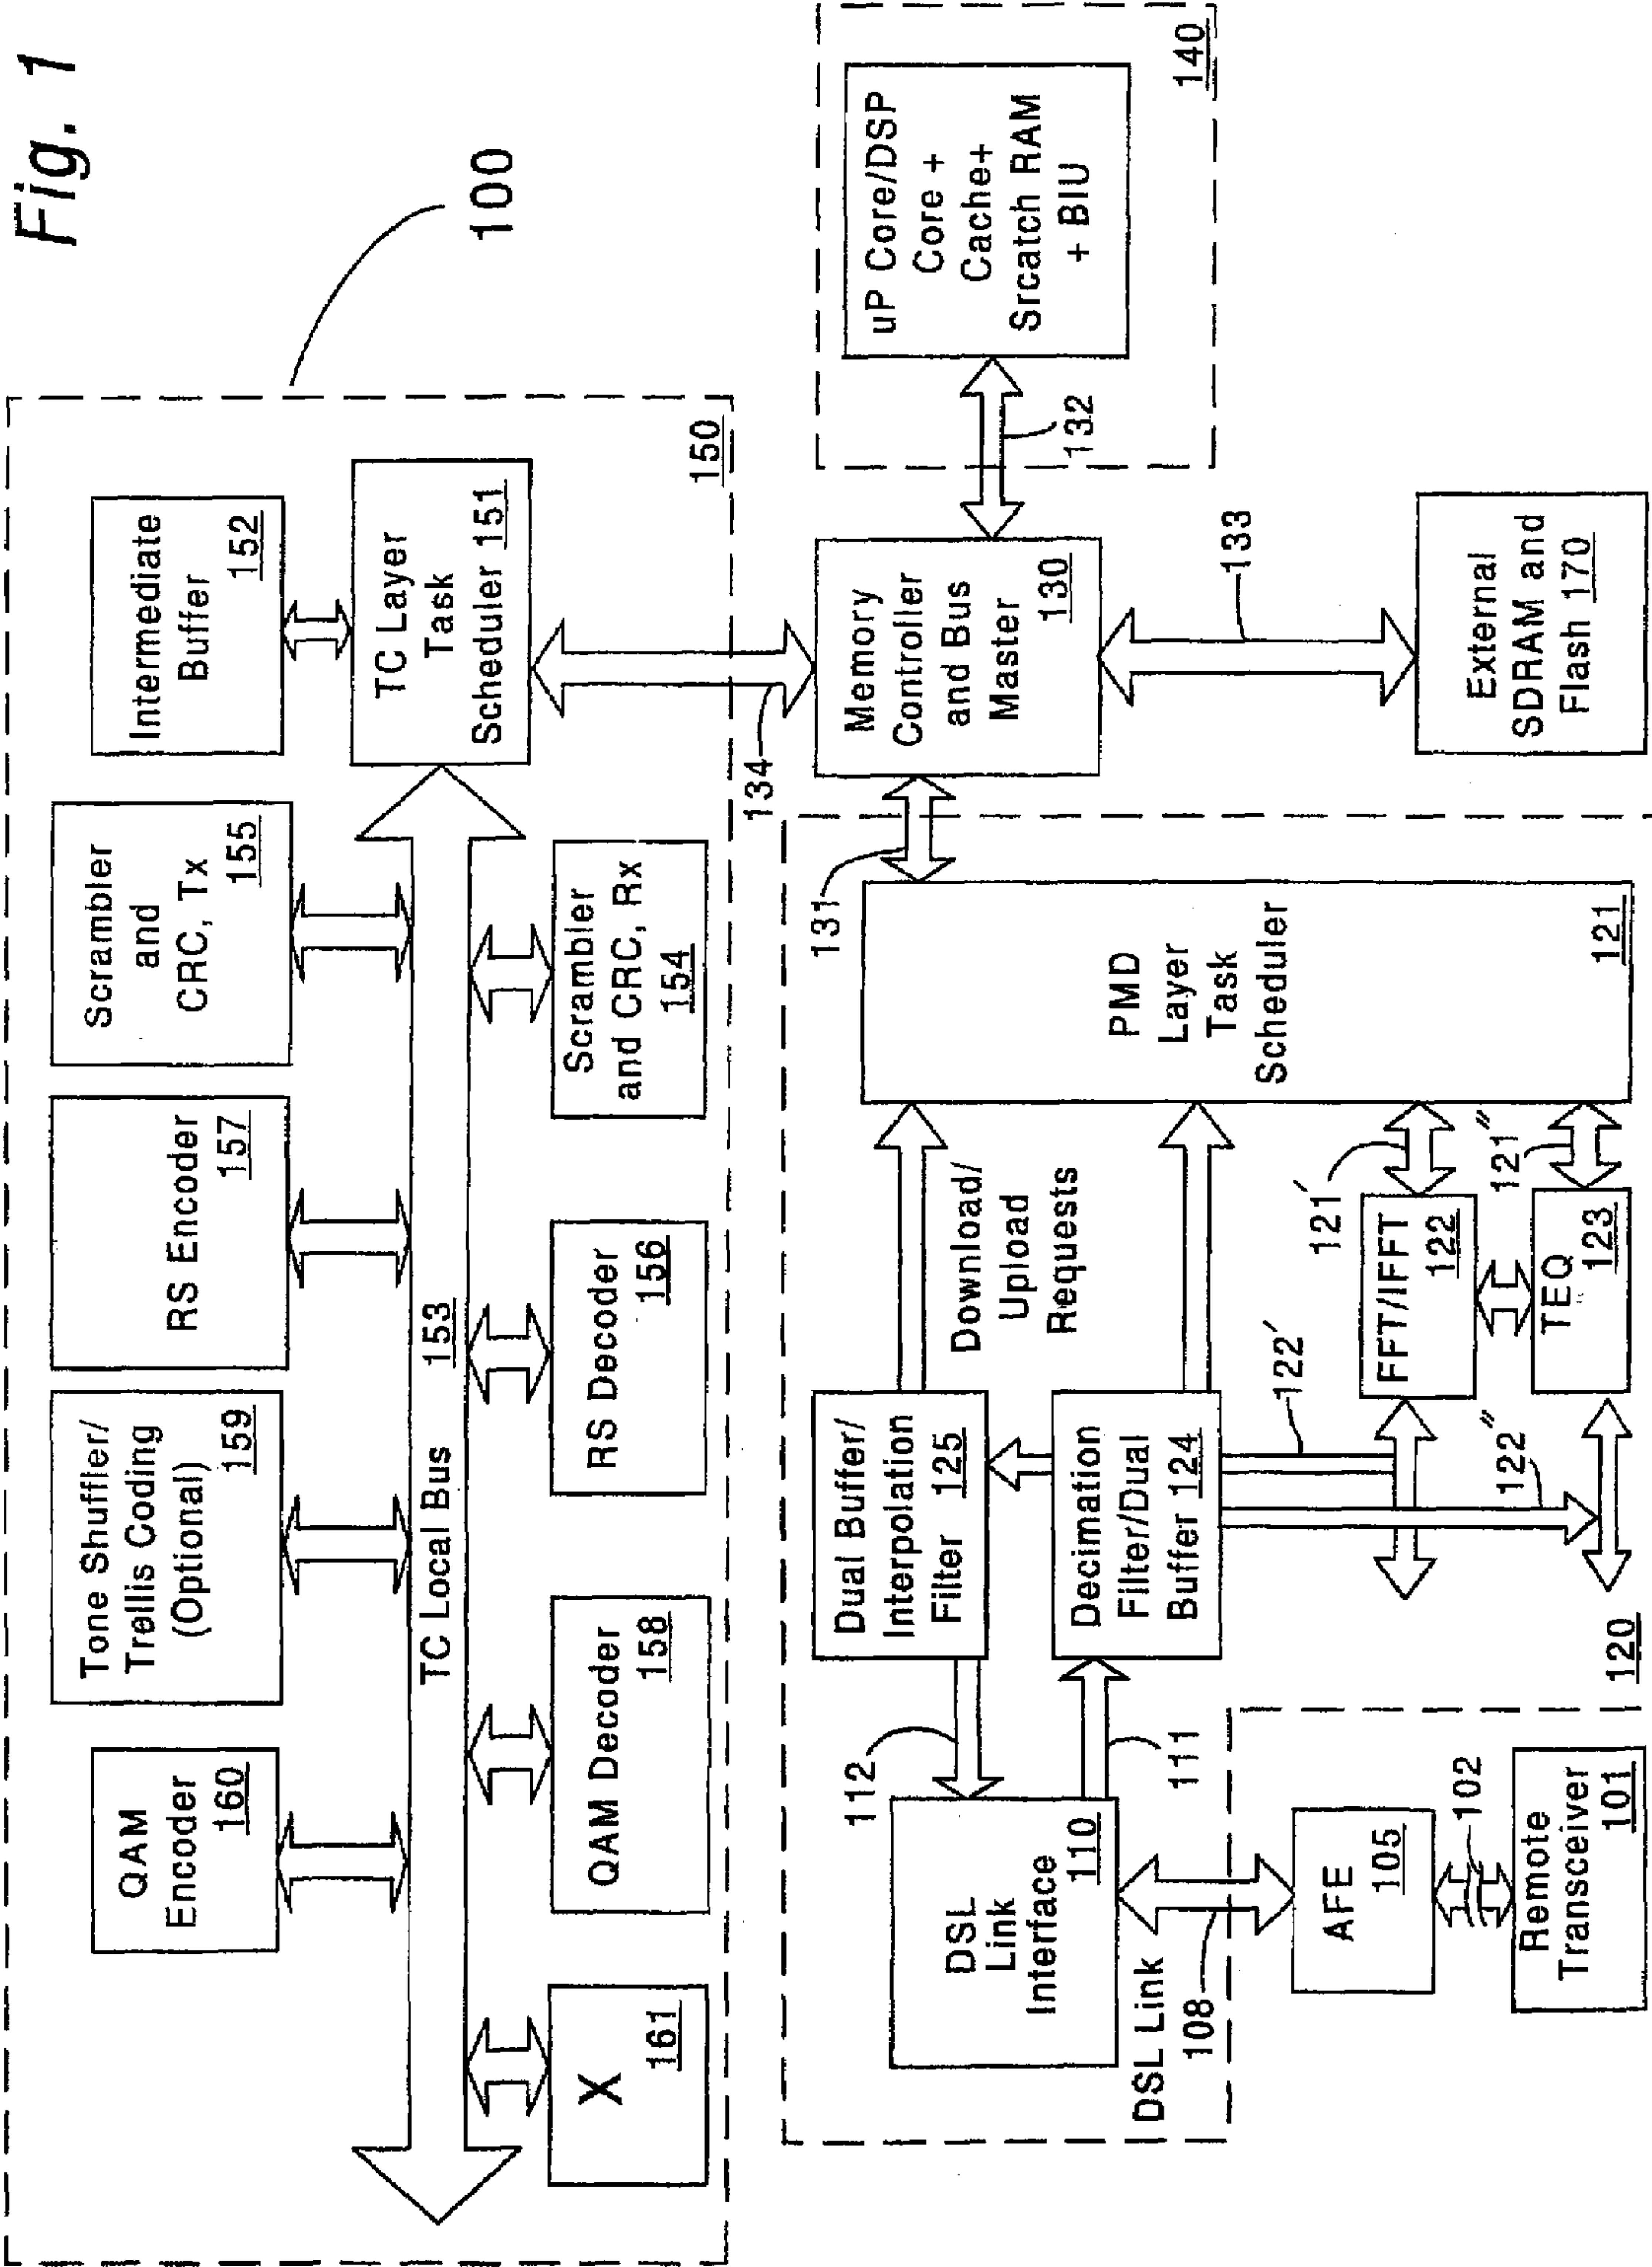 Fig. 1
100
QAM
Encoder
160
Tone Shuffler/
Trellis Coding
(Optional)
159
RS Encoder
157
Scrambler
and
CRC, Tx
155
Intermediate
Buffer
152
TC Local Bus
153
TC Layer
Task
Scheduler 151
X
161
QAM Decoder
158
RS Decoder
156
Scrambler
and CRC, Rx
154
150
134
DSL
Link
Interface
110
112
111
Dual Buffer/
Interpolation
Filter 125
Decimation
Filter/Dual
Buffer 124
Download/
Upload
Requests
PMD
Layer
Task
Scheduler
121
131
Memory
Controller
and Bus
Master
130
132
uP Core/DSP
Core +
Cache+
Srcatch RAM
+ BIU
140
DSL Link
108
AFE
105
102
Remote
Transceiver
101
120
122'
122"
FFT/IFFT
122
121'
TEQ
123
121"
133
External
SDRAM and
Flash 170